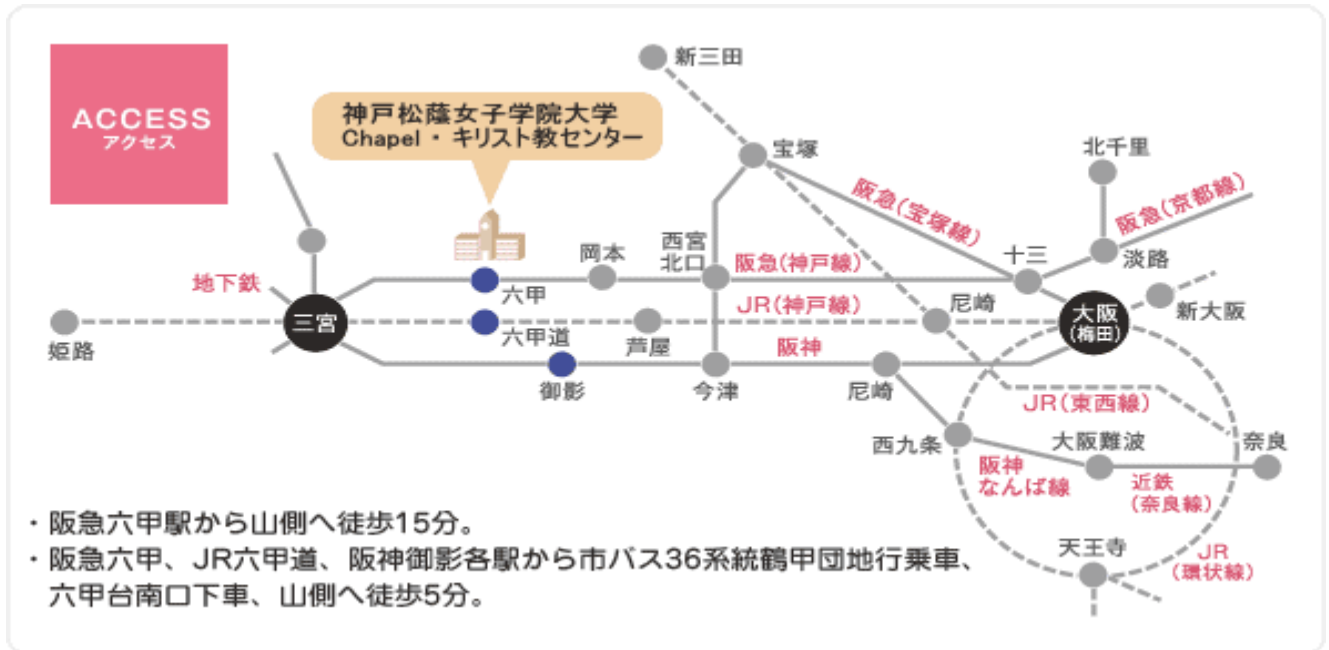 ACCESS
アクセス
神戸松蔭女子学院大学
Chapel ・ キリスト教センター
新三田
宝塚
北千里
阪急(宝塚線)
阪急(京都線)
岡本
西宮
北口
阪急(神戸線)
十三
淡路
地下鉄
六甲
JR(神戸線)
尼崎
大阪
(梅田)
新大阪
三宮
姫路
六甲道
芦屋
阪神
御影
今津
尼崎
JR(東西線)
西九条
大阪難波
奈良
阪神
なんば線
近鉄
(奈良線)
天王寺
JR
(環状線)
・阪急六甲駅から山側へ徒歩15分。
・阪急六甲、JR六甲道、阪神御影各駅から市バス36系統鶴甲団地行乗車、
六甲台南口下車、山側へ徒歩5分。